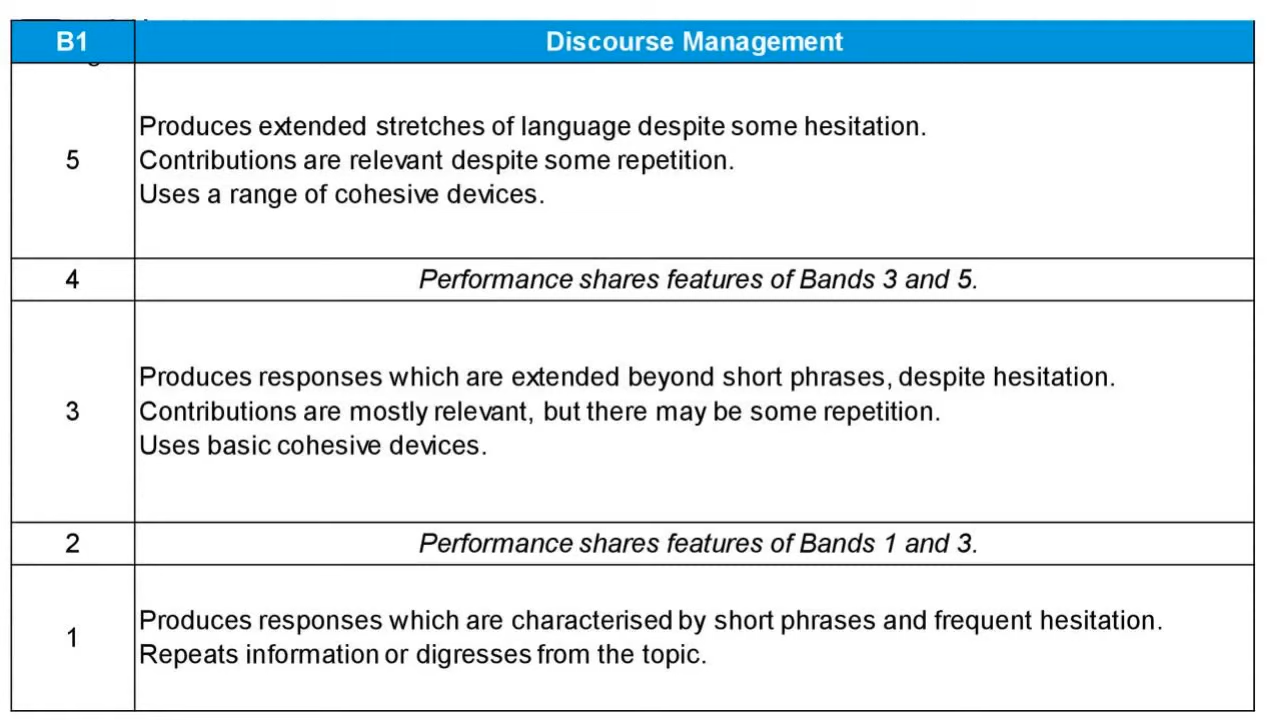 B1
Discourse Management
5
Produces extended stretches of language despite some hesitation.
Contributions are relevant despite some repetition.
Uses a range of cohesive devices.
4
Performance shares features of Bands 3 and 5.
3
Produces responses which are extended beyond short phrases, despite hesitation.
Contributions are mostly relevant, but there may be some repetition.
Uses basic cohesive devices.
2
Performance shares features of Bands 1 and 3.
1
Produces responses which are characterised by short phrases and frequent hesitation.
Repeats information or digresses from the topic.